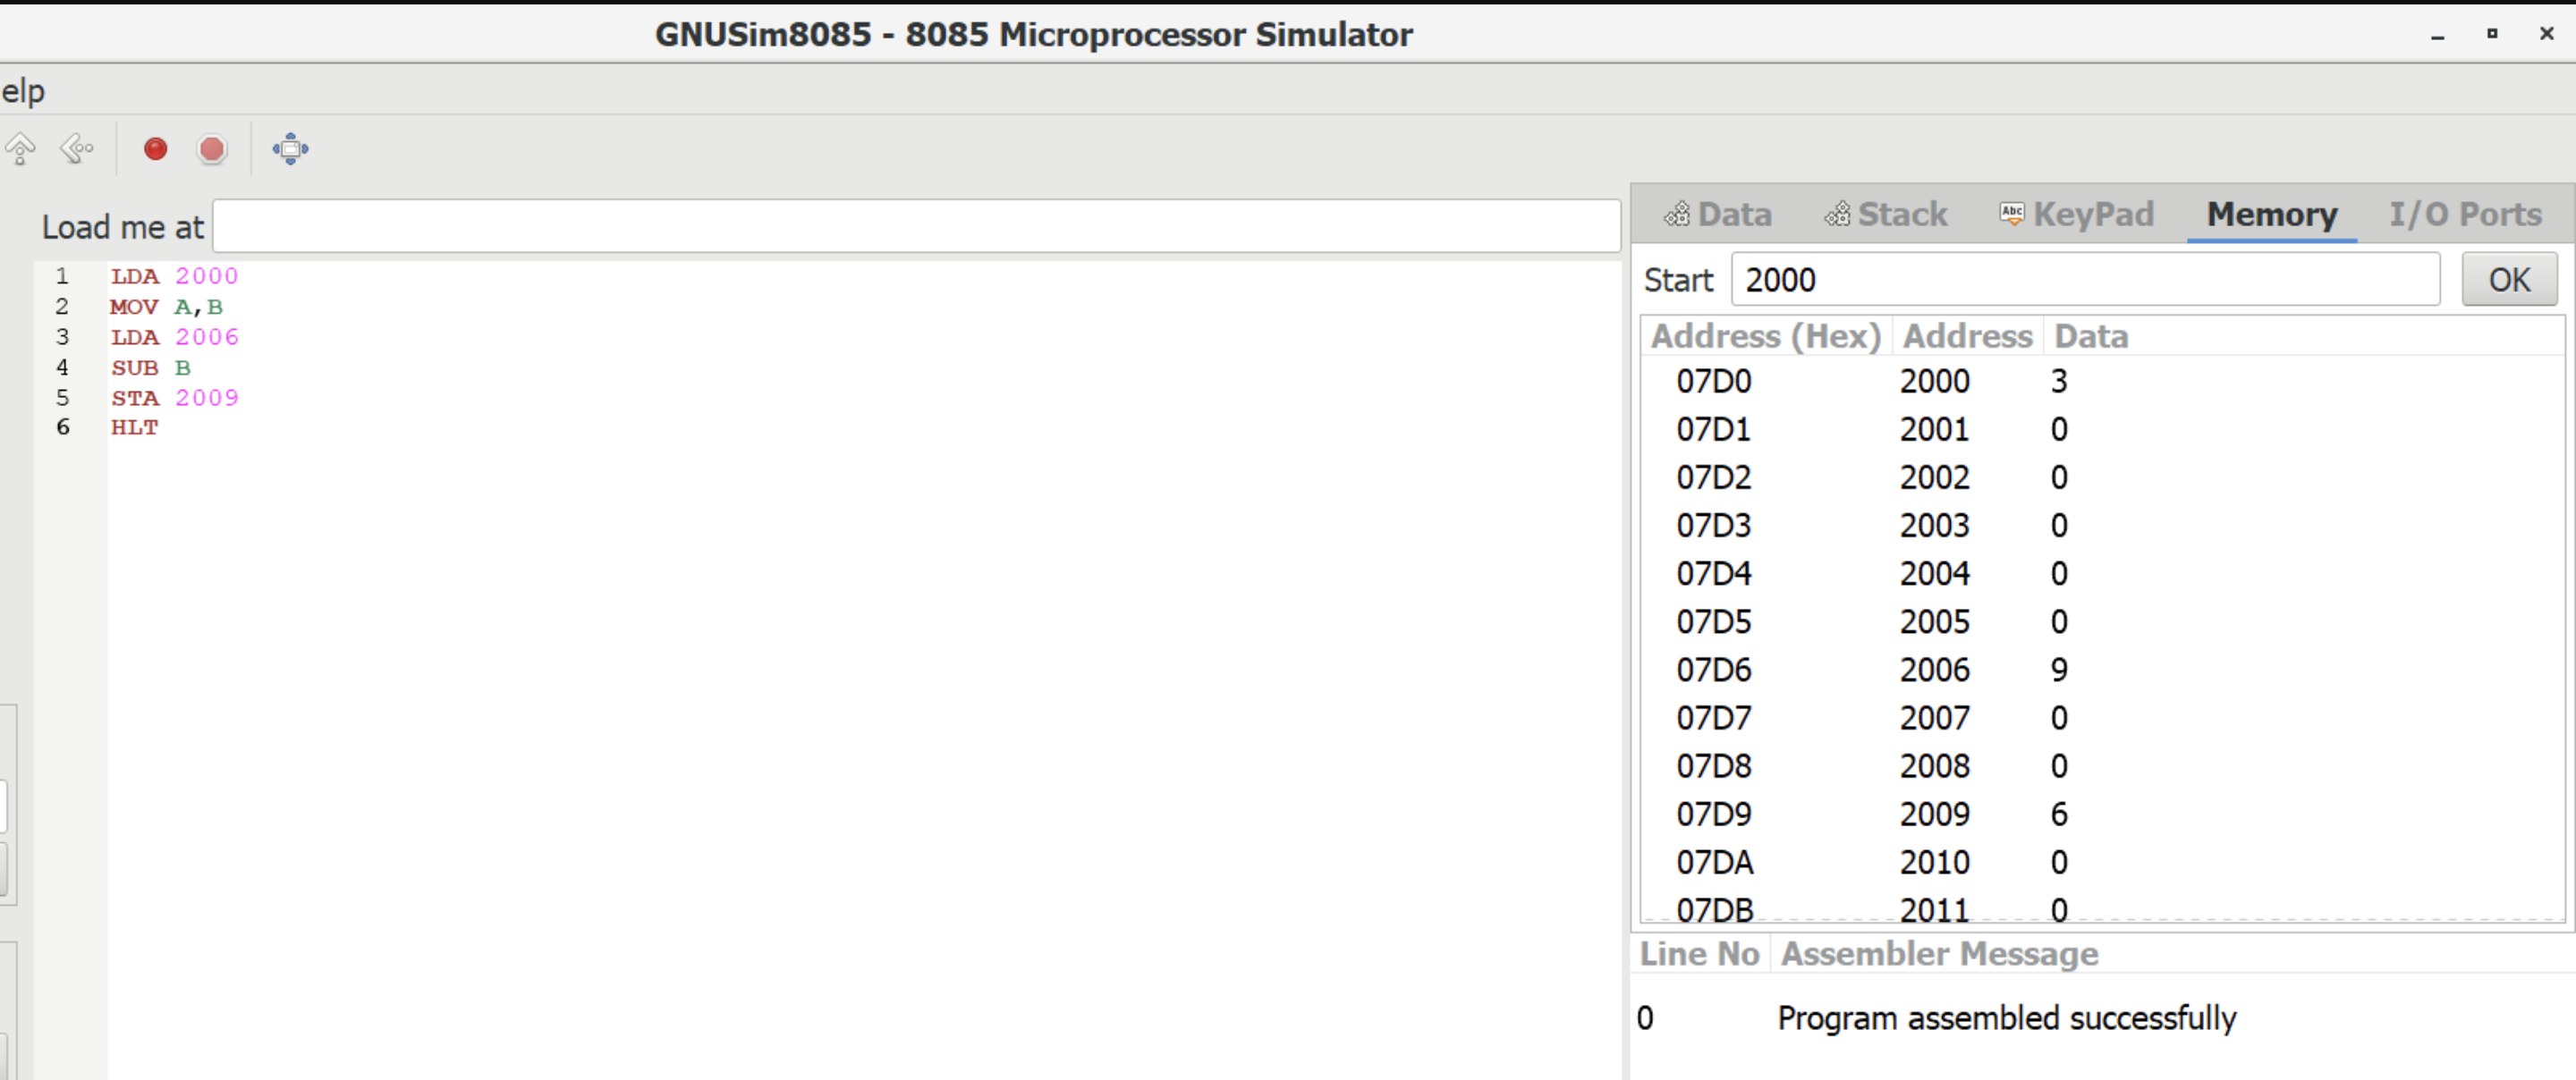 GNUSim8085 - 8085 Microprocessor Simulator
elp
Load me at
1 LDA 2000
2 MOV A,B
3 LDA 2006
4 SUB B
5 STA 2009
6 HLT
Data Stack Abc KeyPad Memory I/O Ports
Start 2000 OK
Address (Hex) Address Data
07D0 2000 3
07D1 2001 0
07D2 2002 0
07D3 2003 0
07D4 2004 0
07D5 2005 0
07D6 2006 9
07D7 2007 0
07D8 2008 0
07D9 2009 6
07DA 2010 0
07DB 2011 0
Line No Assembler Message
0 Program assembled successfully